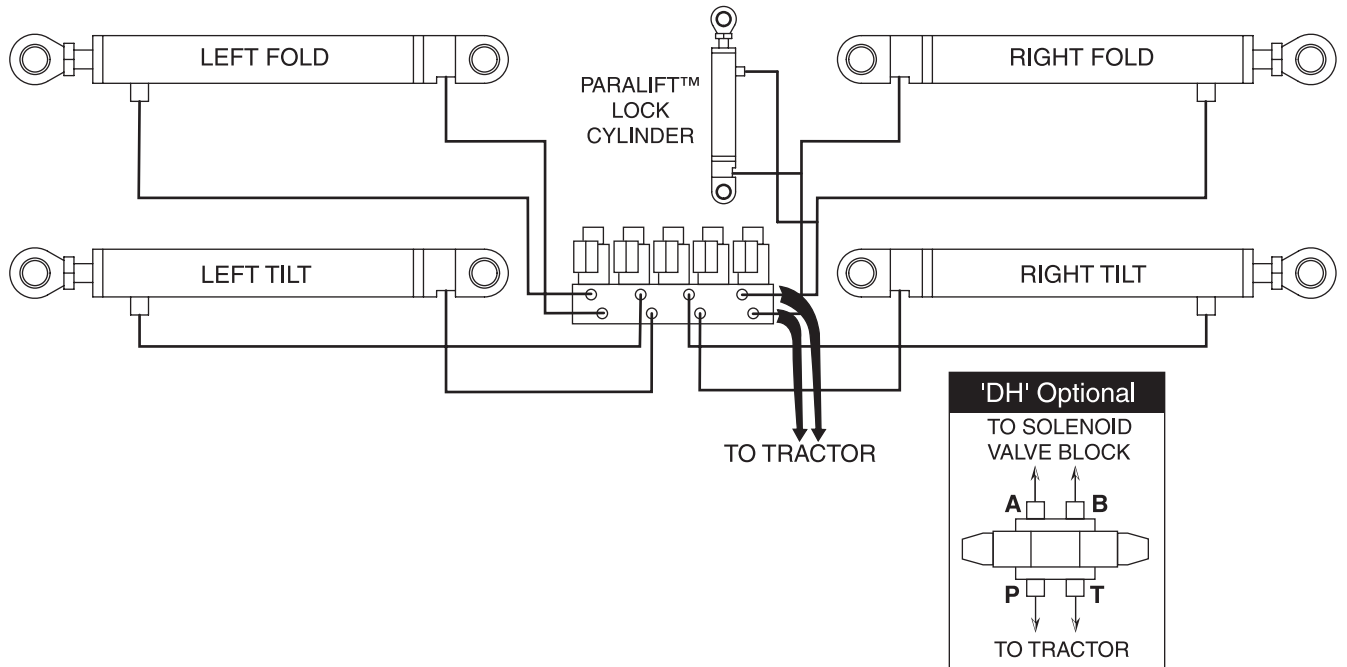 LEFT FOLD
PARALIFT™
LOCK
CYLINDER
RIGHT FOLD
LEFT TILT
RIGHT TILT
TO TRACTOR
'DH' Optional
TO SOLENOID
VALVE BLOCK
A B
P T
TO TRACTOR